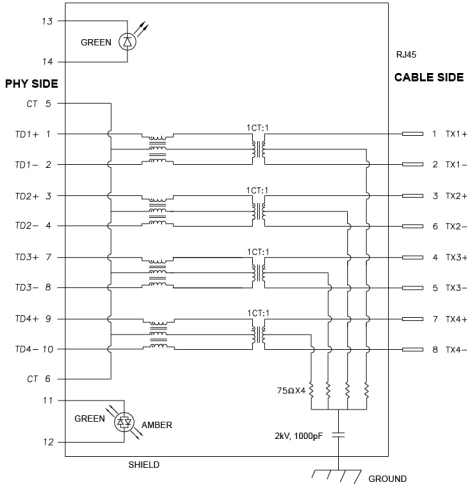 13
GREEN
14
RJ45
PHY SIDE
CABLE SIDE
CT 5
1CT:1
TD1+ 1
1 TX1+
TD1- 2
2 TX1-
1CT:1
TD2+ 3
3 TX2+
TD2- 4
6 TX2-
1CT:1
TD3+ 7
4 TX3+
TD3- 8
5 TX3-
1CT:1
TD4+ 9
7 TX4+
TD4- 10
8 TX4-
CT 6
75ΩX4
11
GREEN
AMBER
2kV, 1000pF
12
SHIELD
GROUND